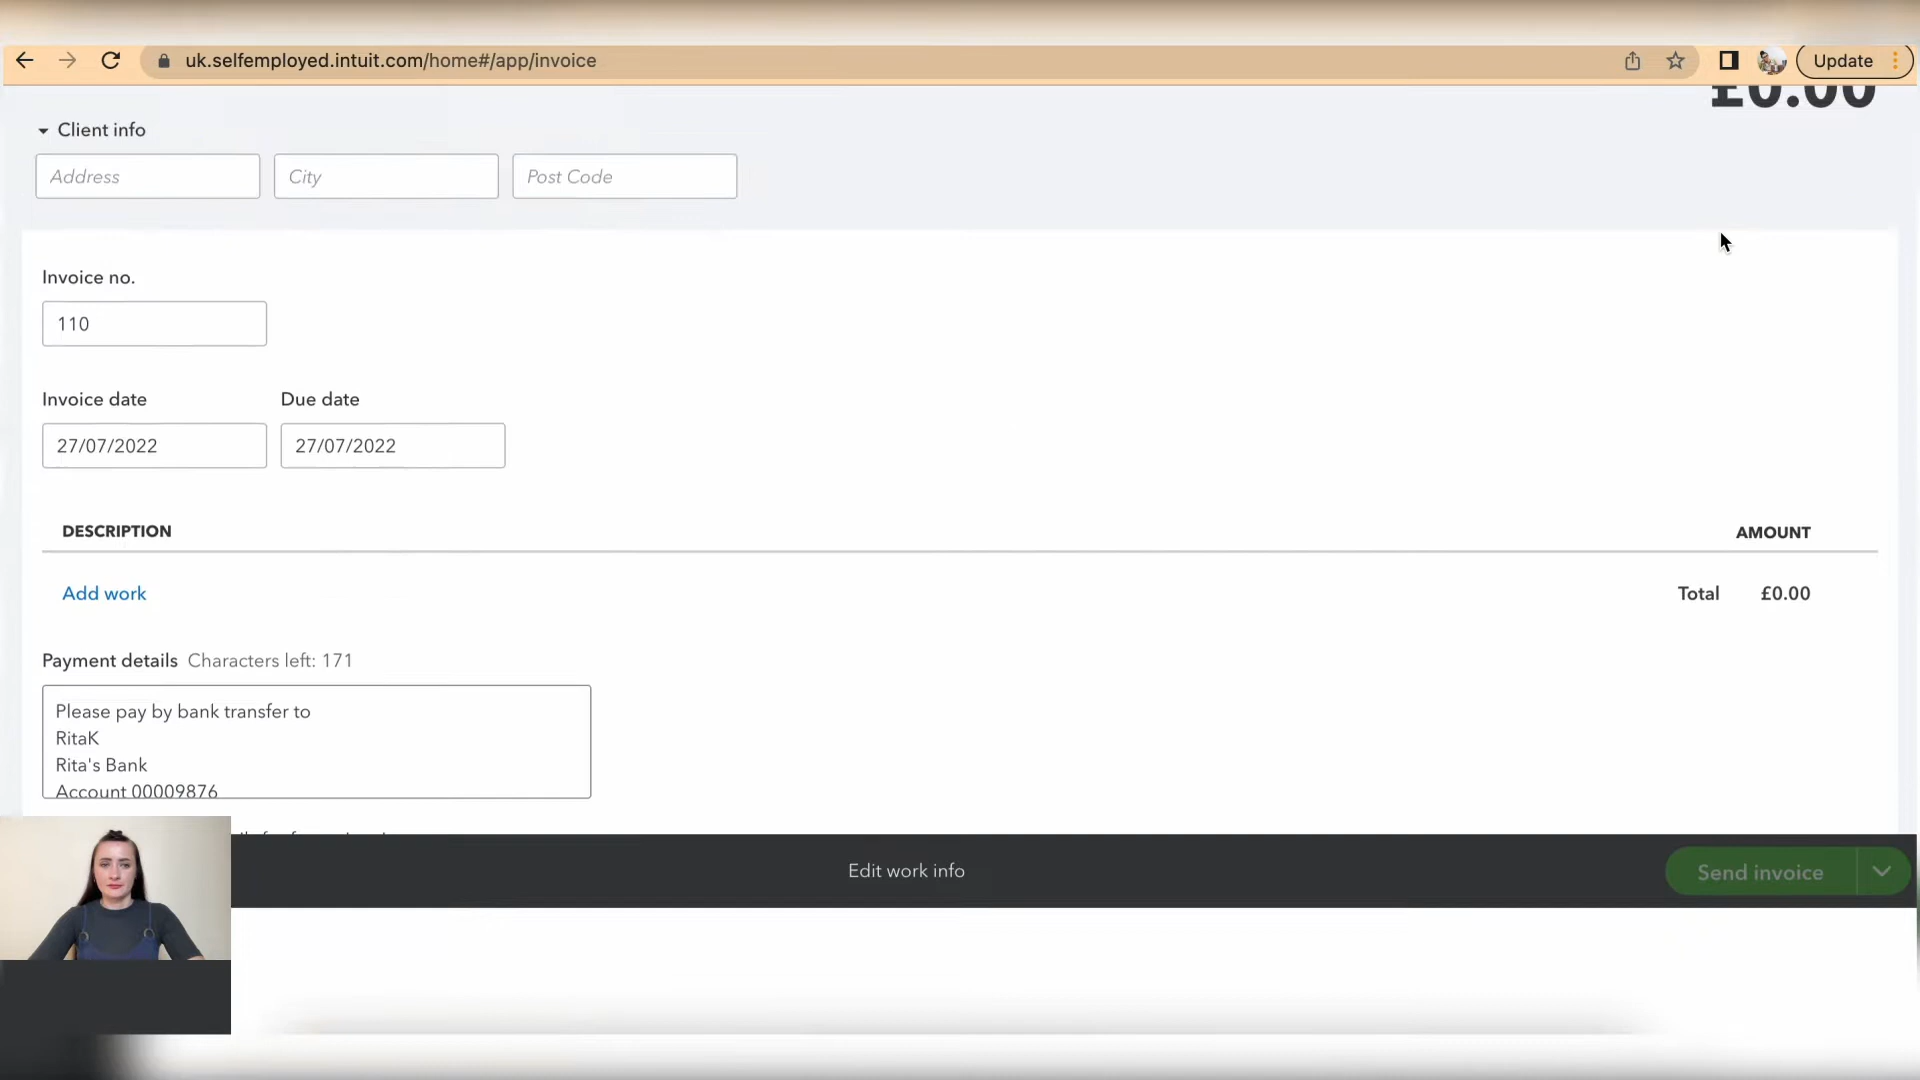 uk.selfemployed.intuit.com/home#/app/invoice
Update
£0.00
Client info
Address
City
Post Code
Invoice no.
110
Invoice date
Due date
27/07/2022
27/07/2022
DESCRIPTION
AMOUNT
Add work
Total
£0.00
Payment details Characters left: 171
Please pay by bank transfer to
RitaK
Rita's Bank
Account 00009876
Edit work info
Send invoice